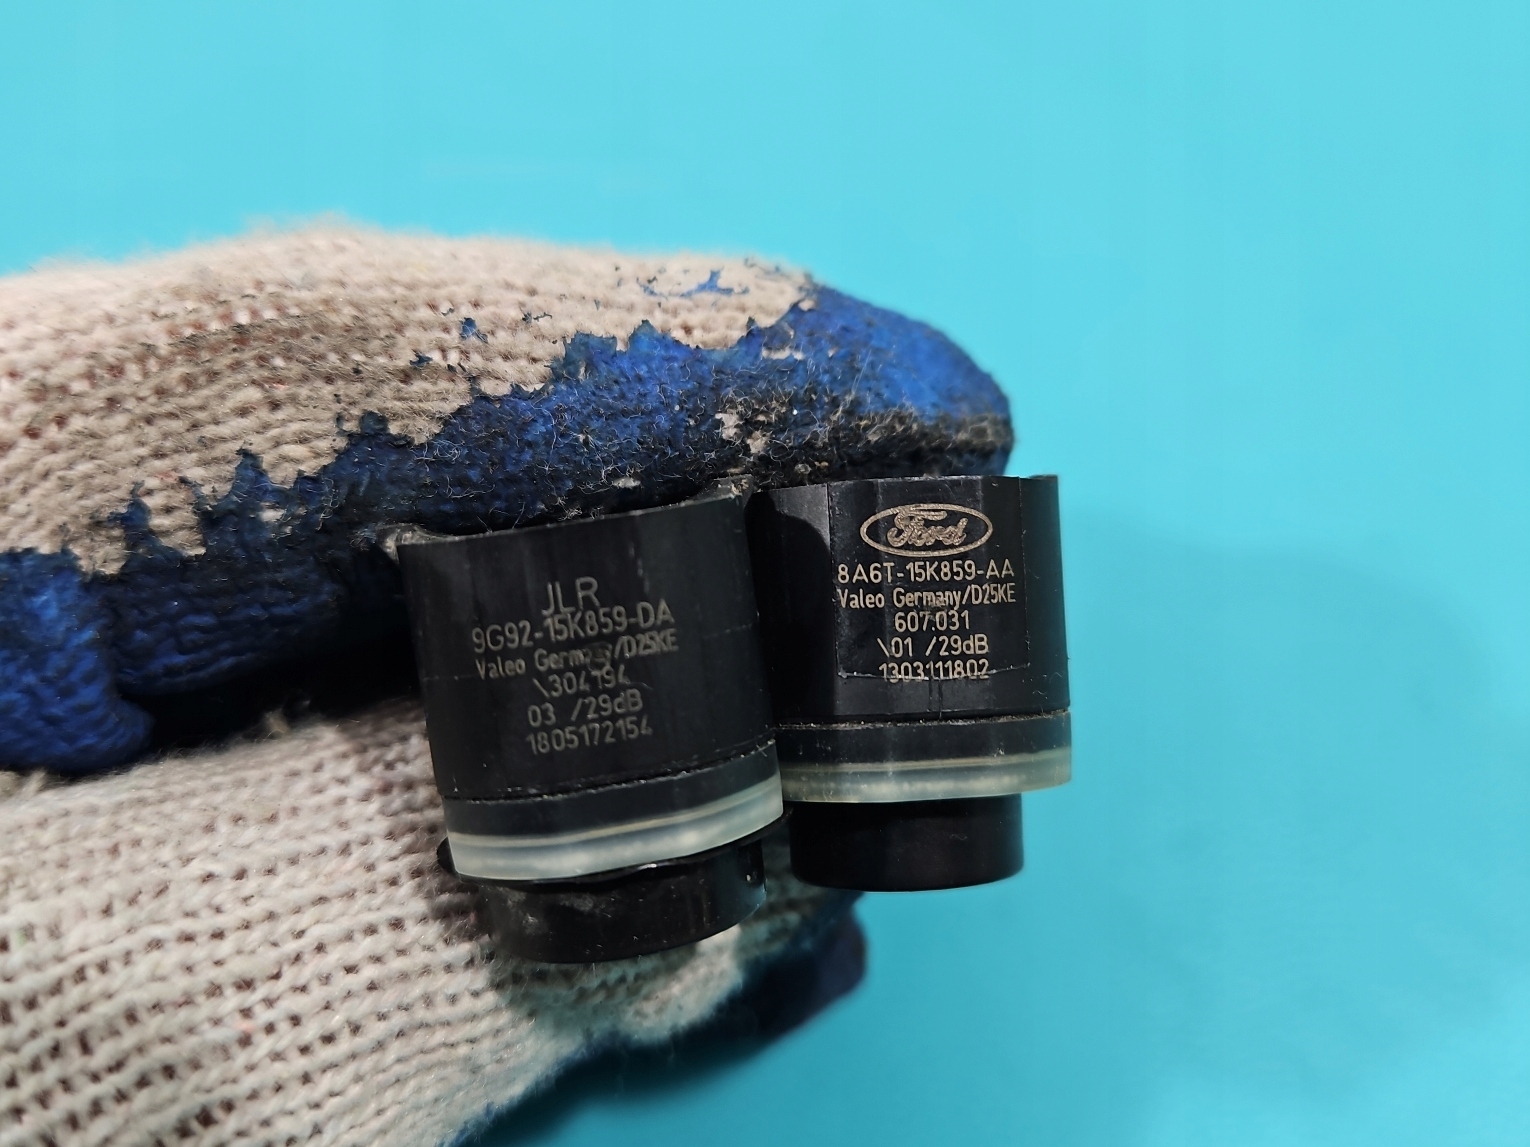 JLR
9G92-15K859-DA
Valeo Germany/D25KE
\304194
03 /29dB
1805172154
Ford
8A6T-15K859-AA
Valeo Germany/D25KE
607.031
\01 /29dB
1303111802